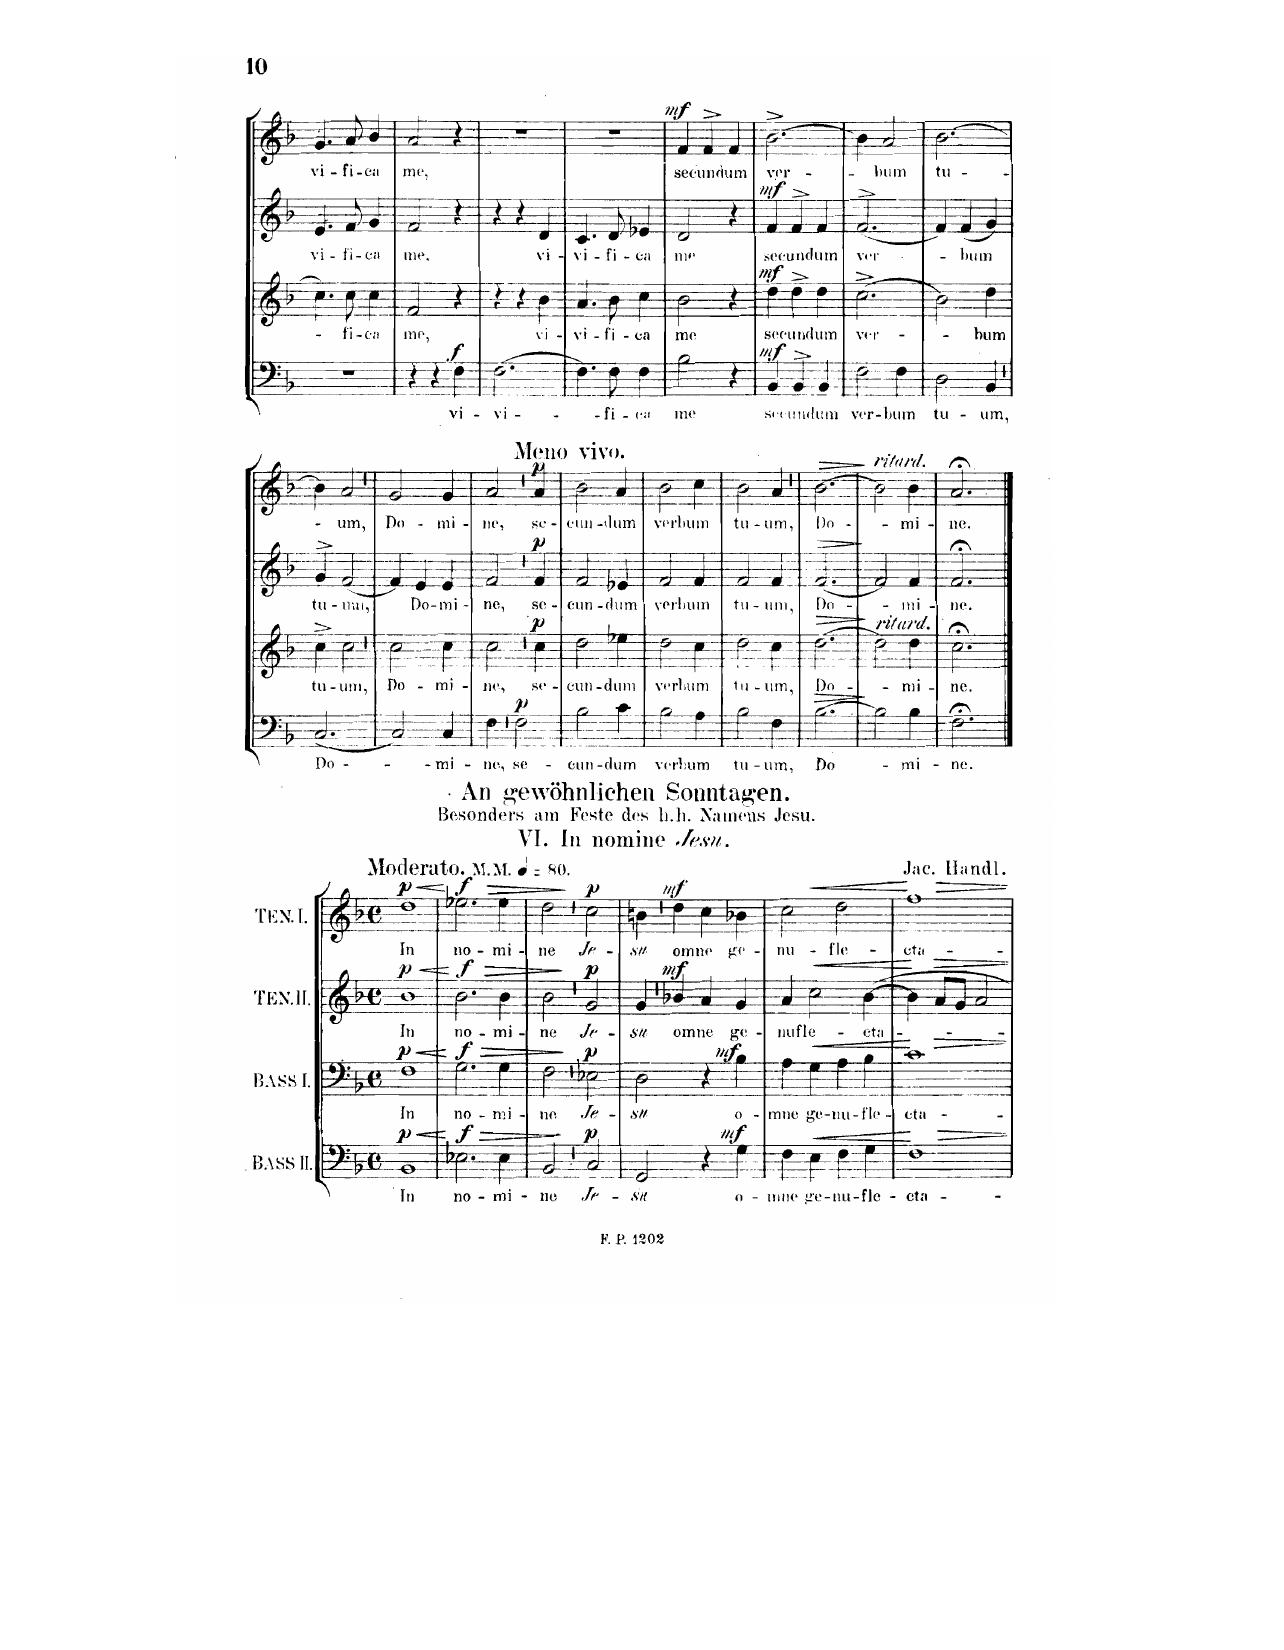 10
mf
vi - fi - ca me, secundum ver - - bum tu - -
mf
vi - fi - ca me. vi - vi - fi - ca me secundum ver - - bum
mf
- fi - ca me, vi - vi - fi - ca me secundum ver - - bum
f mf
vi - vi - - - fi - ca me secundum ver - bum tu - um,
Meno vivo.
p ritard.
- um, Do - mi - ne, se - cun - dum verbum tu - um, Do - - mi - ne.
p
tu - um, Do - mi - ne, se - cun - dum verbum tu - um, Do - - mi - ne.
p ritard.
tu - um, Do - mi - ne, se - cun - dum verbum tu - um, Do - - mi - ne.
p
Do - - - mi - ne, se - cun - dum verbum tu - um, Do - mi - ne.
An gewöhnlichen Sonntagen.
Besonders am Feste des h.h. Namens Jesu.
VI. In nomine Jesu.
Moderato. M.M. = 80. Jac. Handl.
p f p mf
TEN. I.
In no - mi - ne Je - su omne ge - nu - fle - cta - -
p f p mf
TEN. II.
In no - mi - ne Je - su omne ge - nufle - cta - - -
p f p mf
BASS I.
In no - mi - ne Je - su o - mne ge - nu - fle - cta - -
p f p mf
BASS II.
In no - mi - ne Je - su o - mne ge - nu - fle - cta - -
F. P. 1202